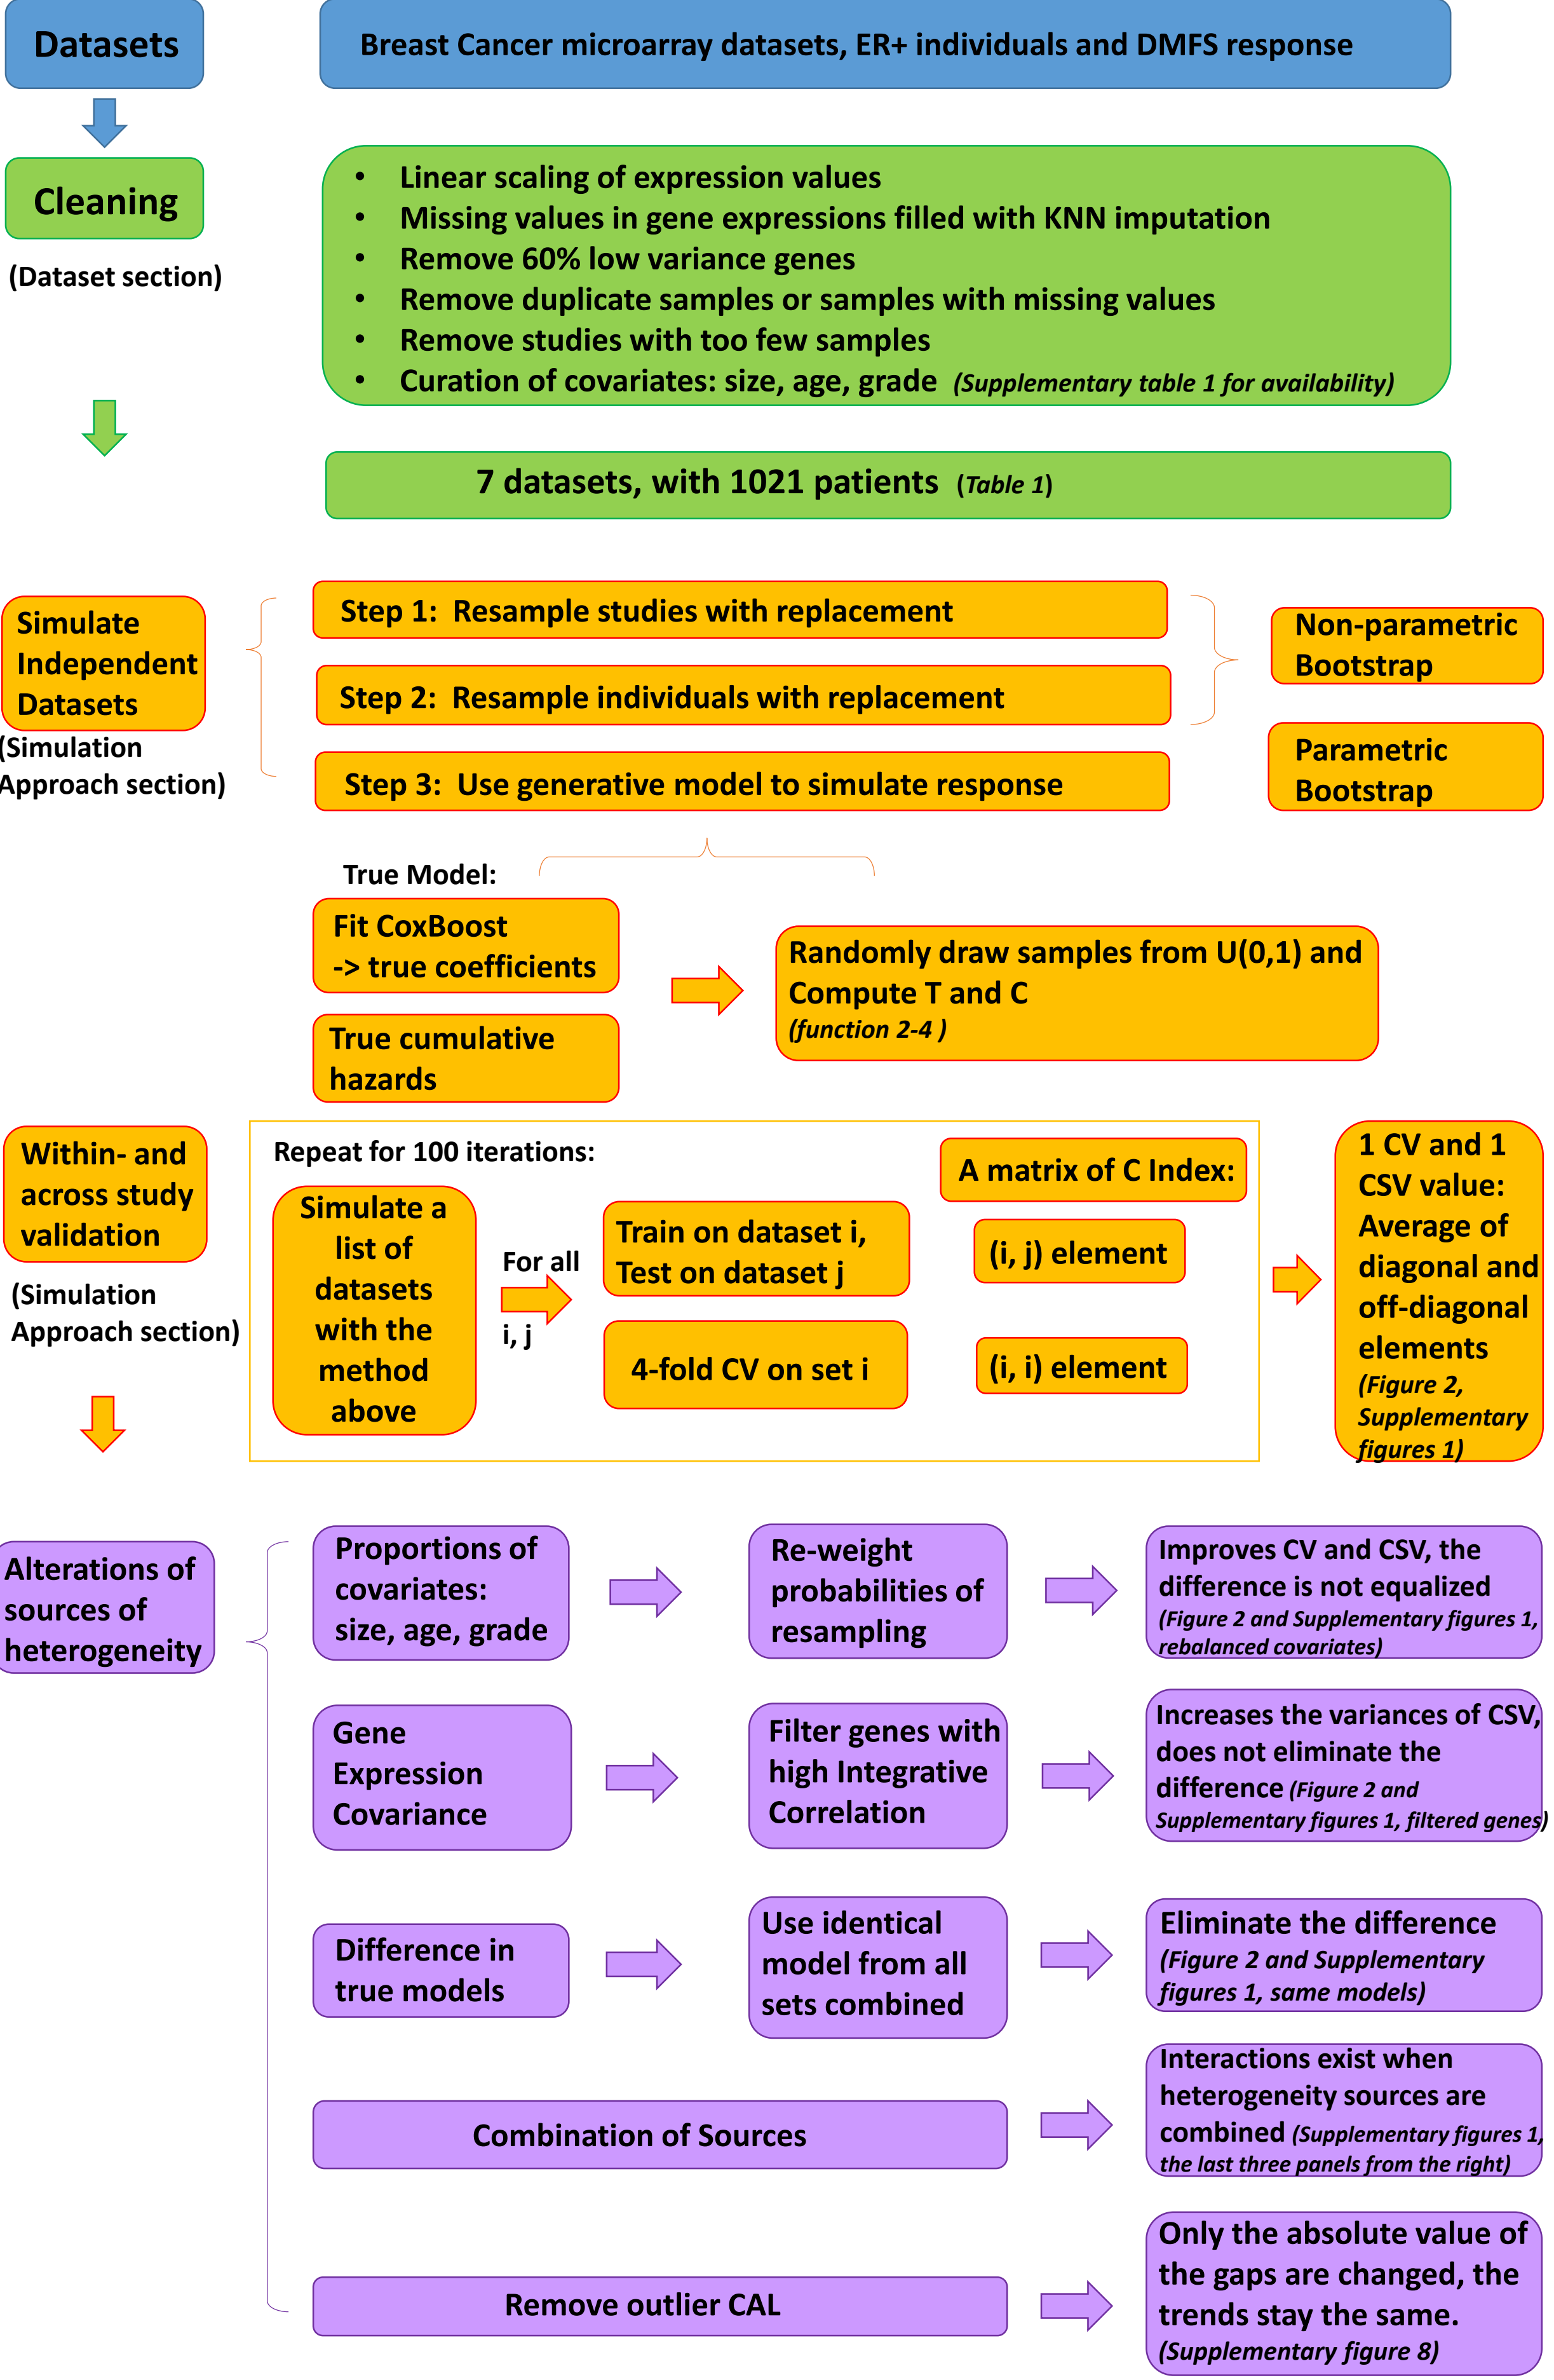 Datasets
Breast Cancer microarray datasets, ER+ individuals and DMFS response
Cleaning
(Dataset section)
• Linear scaling of expression values
• Missing values in gene expressions filled with KNN imputation
• Remove 60% low variance genes
• Remove duplicate samples or samples with missing values
• Remove studies with too few samples
• Curation of covariates: size, age, grade (Supplementary table 1 for availability)
7 datasets, with 1021 patients (Table 1)
Simulate
Independent
Datasets
(Simulation
Approach section)
Step 1: Resample studies with replacement
Step 2: Resample individuals with replacement
Step 3: Use generative model to simulate response
Non-parametric
Bootstrap
Parametric
Bootstrap
True Model:
Fit CoxBoost
-> true coefficients
True cumulative
hazards
Randomly draw samples from U(0,1) and
Compute T and C
(function 2-4 )
Within- and
across study
validation
(Simulation
Approach section)
Repeat for 100 iterations:
Simulate a
list of
datasets
with the
method
above
For all
i, j
Train on dataset i,
Test on dataset j
4-fold CV on set i
A matrix of C Index:
(i, j) element
(i, i) element
1 CV and 1
CSV value:
Average of
diagonal and
off-diagonal
elements
(Figure 2,
Supplementary
figures 1)
Alterations of
sources of
heterogeneity
Proportions of
covariates:
size, age, grade
Re-weight
probabilities of
resampling
Improves CV and CSV, the
difference is not equalized
(Figure 2 and Supplementary figures 1,
rebalanced covariates)
Gene
Expression
Covariance
Filter genes with
high Integrative
Correlation
Increases the variances of CSV,
does not eliminate the
difference (Figure 2 and
Supplementary figures 1, filtered genes)
Difference in
true models
Use identical
model from all
sets combined
Eliminate the difference
(Figure 2 and Supplementary
figures 1, same models)
Combination of Sources
Interactions exist when
heterogeneity sources are
combined (Supplementary figures 1,
the last three panels from the right)
Remove outlier CAL
Only the absolute value of
the gaps are changed, the
trends stay the same.
(Supplementary figure 8)